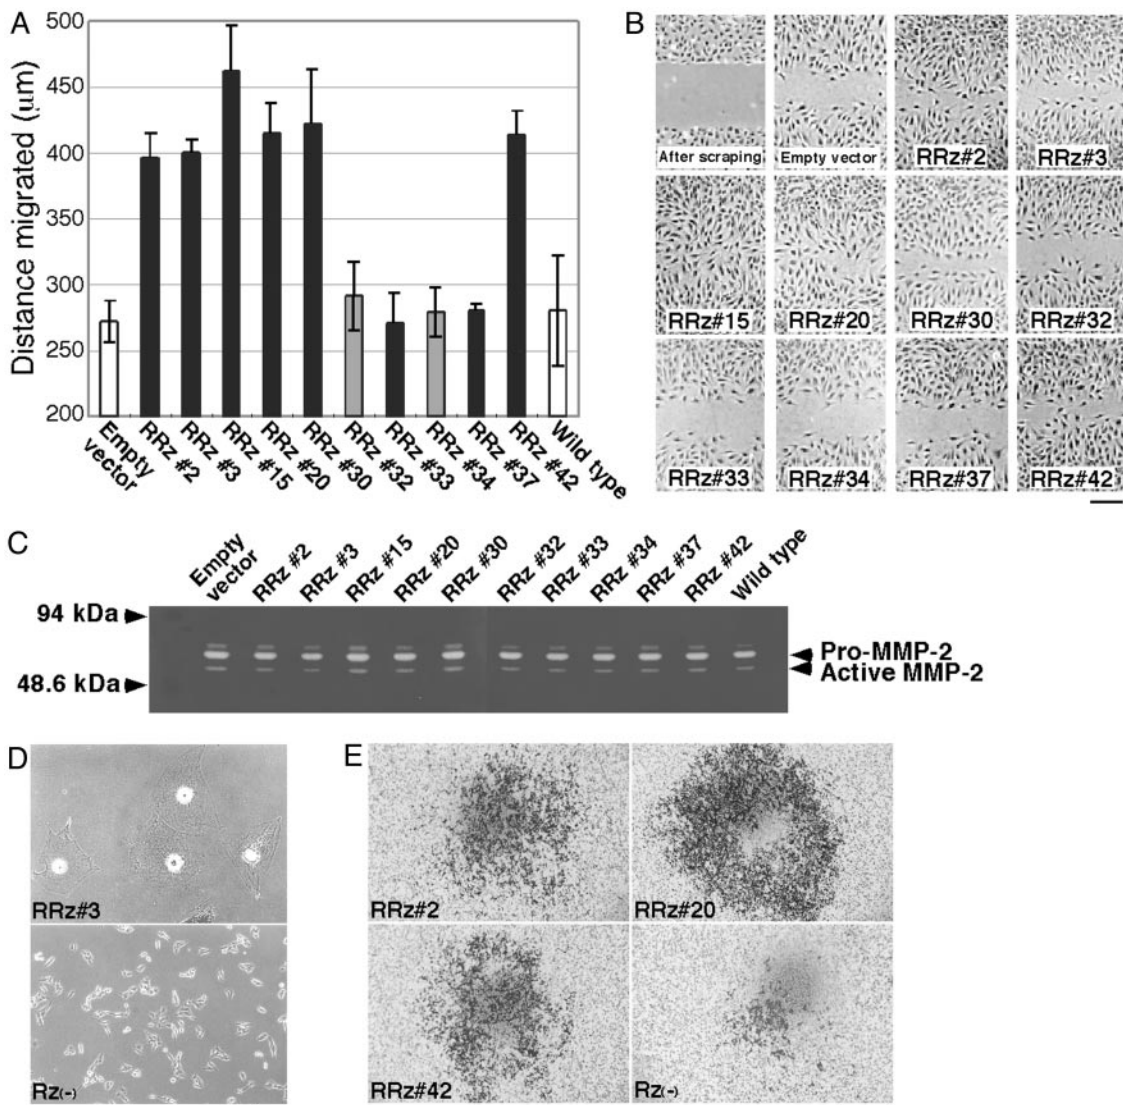 A
Distance migrated (μm)
500
450
400
350
300
250
200
Empty vector
RRz #2
RRz #3
RRz #15
RRz #20
RRz #30
RRz #32
RRz #33
RRz #34
RRz #37
RRz #42
Wild type
B
After scraping
Empty vector
RRz#2
RRz#3
RRz#15
RRz#20
RRz#30
RRz#32
RRz#33
RRz#34
RRz#37
RRz#42
C
Empty vector
RRz #2
RRz #3
RRz #15
RRz #20
RRz #30
RRz #32
RRz #33
RRz #34
RRz #37
RRz #42
Wild type
94 kDa
48.6 kDa
Pro-MMP-2
Active MMP-2
D
RRz#3
Rz(-)
E
RRz#2
RRz#20
RRz#42
Rz(-)